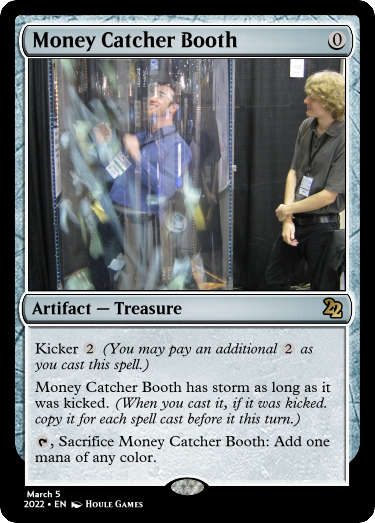 Money Catcher Booth 0
Artifact — Treasure 22
Kicker 2 (You may pay an additional 2 as
you cast this spell.)
Money Catcher Booth has storm as long as it
was kicked. (When you cast it, if it was kicked.
copy it for each spell cast before it this turn.)
, Sacrifice Money Catcher Booth: Add one
mana of any color.
March 5
2022 • EN Houle Games